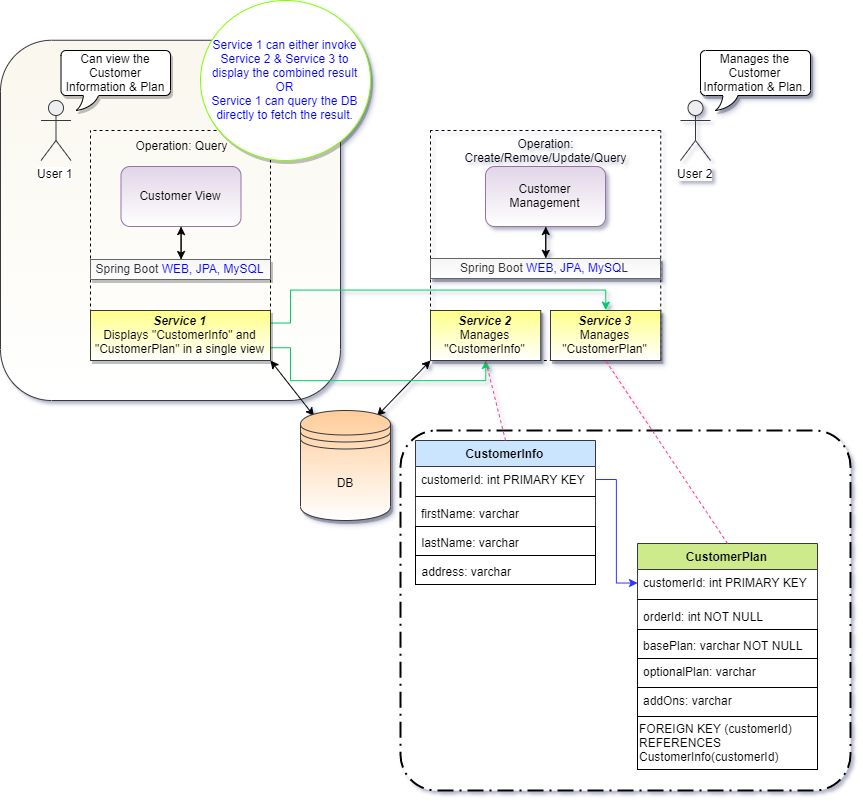 Service 1 can either invoke
Service 2 & Service 3 to
display the combined result
OR
Service 1 can query the DB
directly to fetch the result.
Can view the
Customer
Information & Plan
User 1
Operation: Query
Customer View
Spring Boot WEB, JPA, MySQL
Service 1
Displays "CustomerInfo" and
"CustomerPlan" in a single view
Manages the
Customer
Information & Plan.
User 2
Operation:
Create/Remove/Update/Query
Customer
Management
Spring Boot WEB, JPA, MySQL
Service 2
Manages
"CustomerInfo"
Service 3
Manages
"CustomerPlan"
DB
CustomerInfo
customerId: int PRIMARY KEY
firstName: varchar
lastName: varchar
address: varchar
CustomerPlan
customerId: int PRIMARY KEY
orderId: int NOT NULL
basePlan: varchar NOT NULL
optionalPlan: varchar
addOns: varchar
FOREIGN KEY (customerId)
REFERENCES
CustomerInfo(customerId)